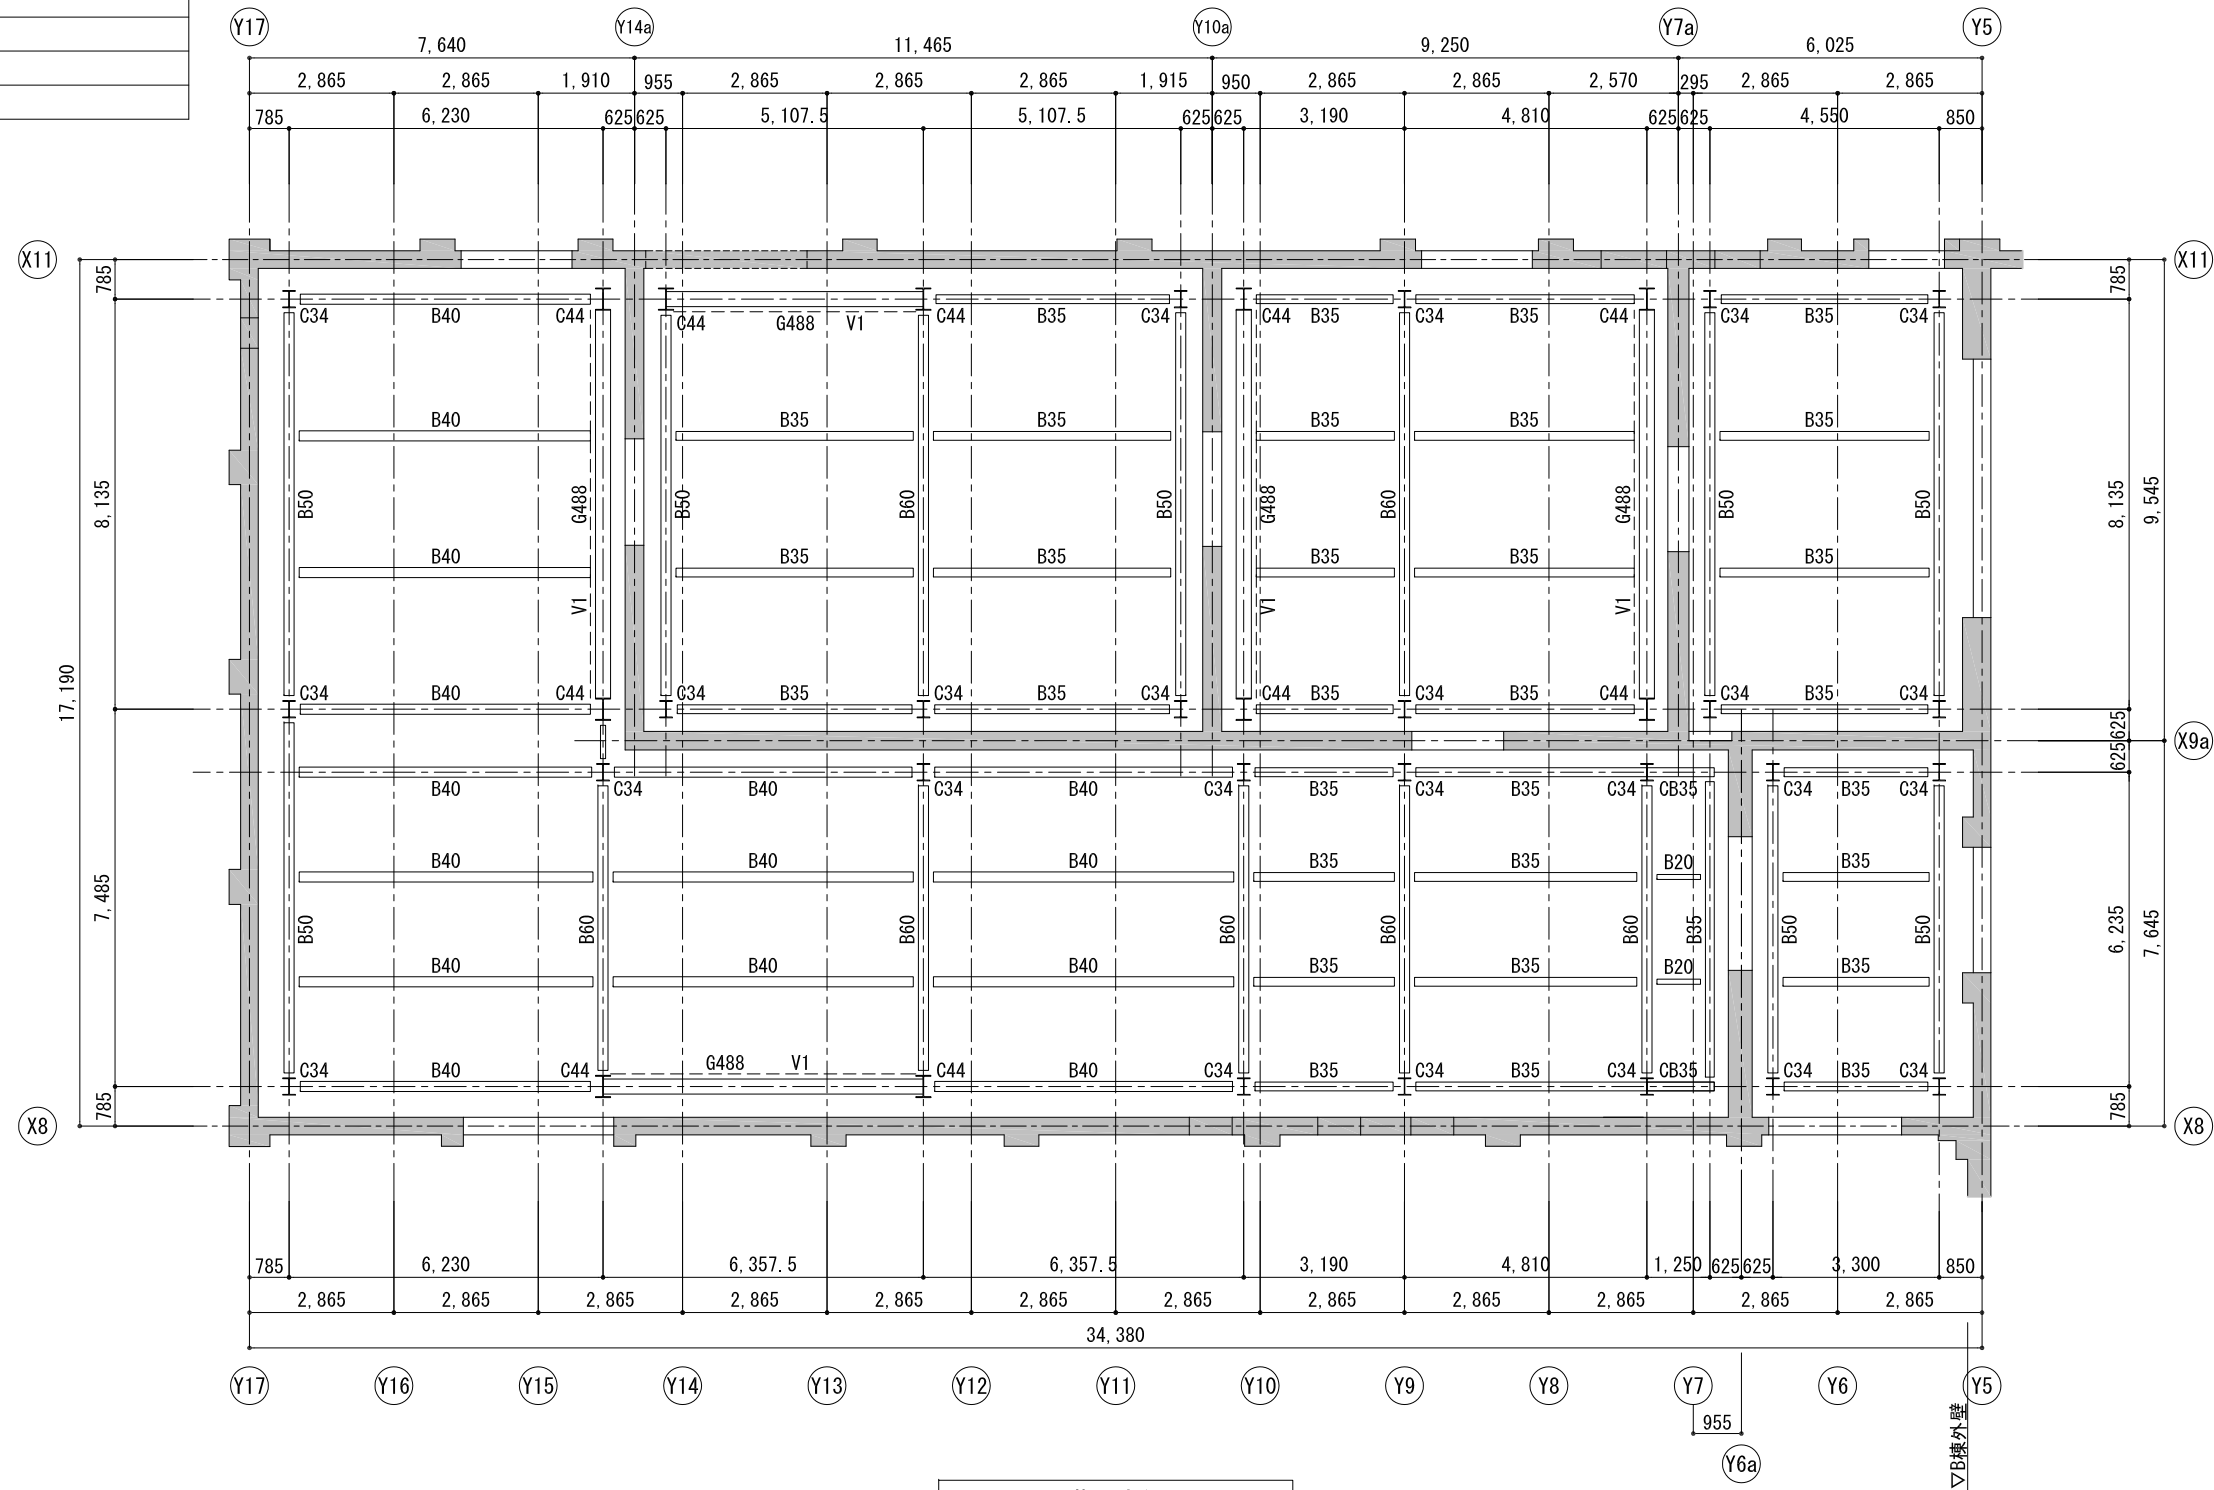 Y17 Y14a Y10a Y7a Y5
7,640 11,465 9,250 6,025
2,865 2,865 1,910 955 2,865 2,865 2,865 1,915 950 2,865 2,865 2,570 295 2,865 2,865
785 6,230 625 625 5,107.5 5,107.5 625 625 3,190 4,810 625 625 4,550 850
X11 785 785 X11
C34 B40 C44 C44 G488 V1 C44 B35 C34 C44 B35 C34 B35 C44 C34 B35 C34
B40 B35 B35 B35 B35 B35
8,135 B50 G488 B50 B60 B50 G488 B60 G488 B50 B50 8,135 9,545
B40 B35 B35 B35 B35 B35
V1 V1 V1
17,190
C34 B40 C44 C34 B35 C34 B35 C34 C44 B35 C34 B35 C44 C34 B35 C34
625 X9a
625
B40 C34 B40 C34 B40 C34 B35 C34 B35 C34 CB35 C34 B35 C34
B40 B40 B40 B35 B35 B20 B35
7,485 B50 B60 B60 B60 B60 B60 B35 B50 B50 6,235 7,645
B40 B40 B40 B35 B35 B20 B35
G488 V1
C34 B40 C44 C44 B40 C34 B35 C34 B35 C34 CB35 C34 B35 C34
785 785
X8 X8
785 6,230 6,357.5 6,357.5 3,190 4,810 1,250 625 625 3,300 850
2,865 2,865 2,865 2,865 2,865 2,865 2,865 2,865 2,865 2,865 2,865 2,865
34,380
Y17 Y16 Y15 Y14 Y13 Y12 Y11 Y10 Y9 Y8 Y7 Y6 Y5
955
Y6a
▽B棟外壁